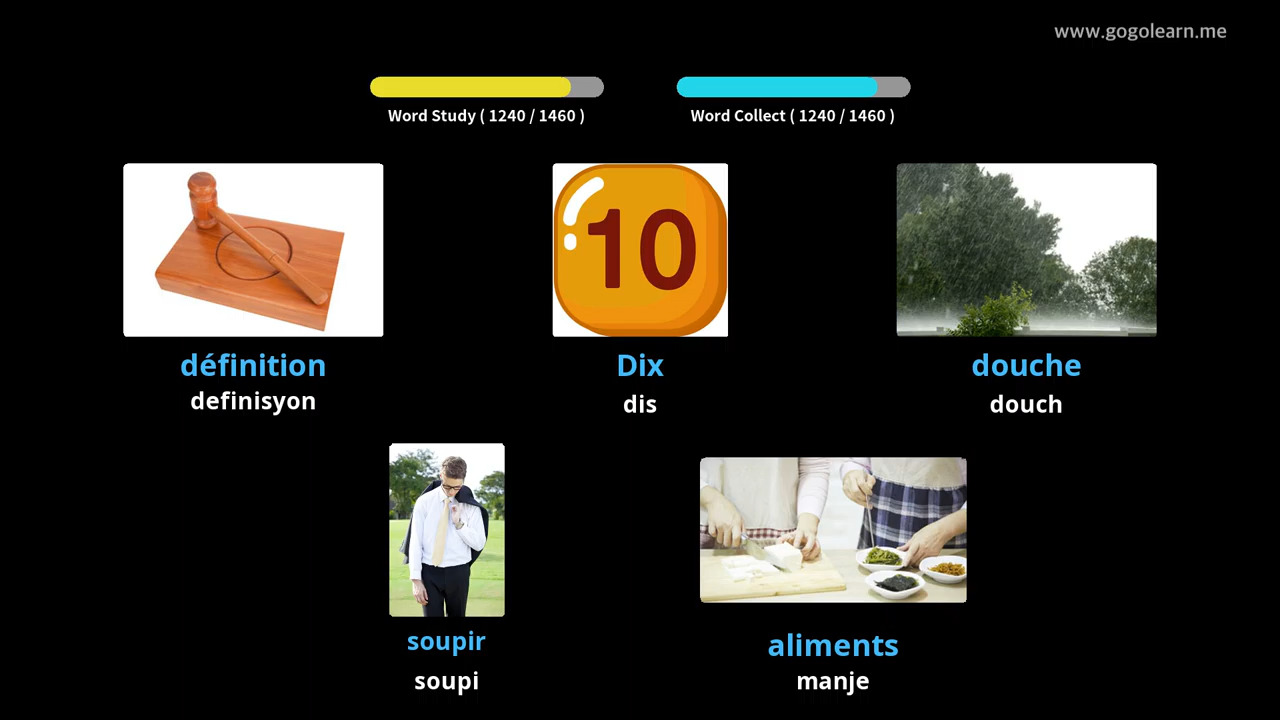 www.gogolearn.me
Word Study ( 1240 / 1460 )
Word Collect ( 1240 / 1460 )
10
définition
definisyon
Dix
dis
douche
douch
soupir
soupi
aliments
manje